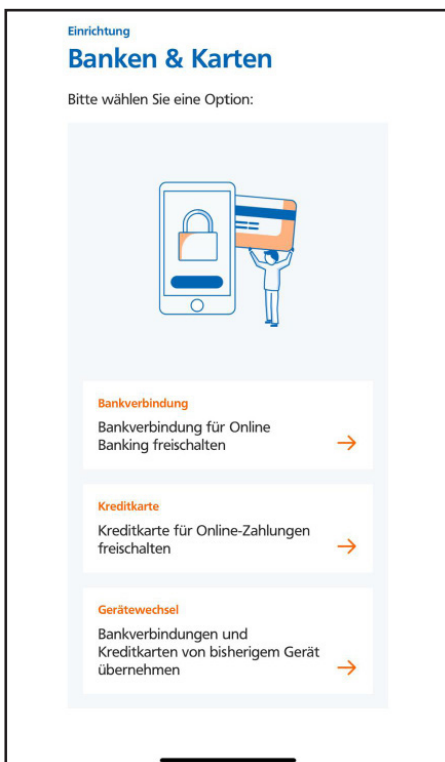 Einrichtung
Banken & Karten
Bitte wählen Sie eine Option:
Bankverbindung
Bankverbindung für Online
Banking freischalten
Kreditkarte
Kreditkarte für Online-Zahlungen
freischalten
Gerätewechsel
Bankverbindungen und
Kreditkarten von bisherigem Gerät
übernehmen